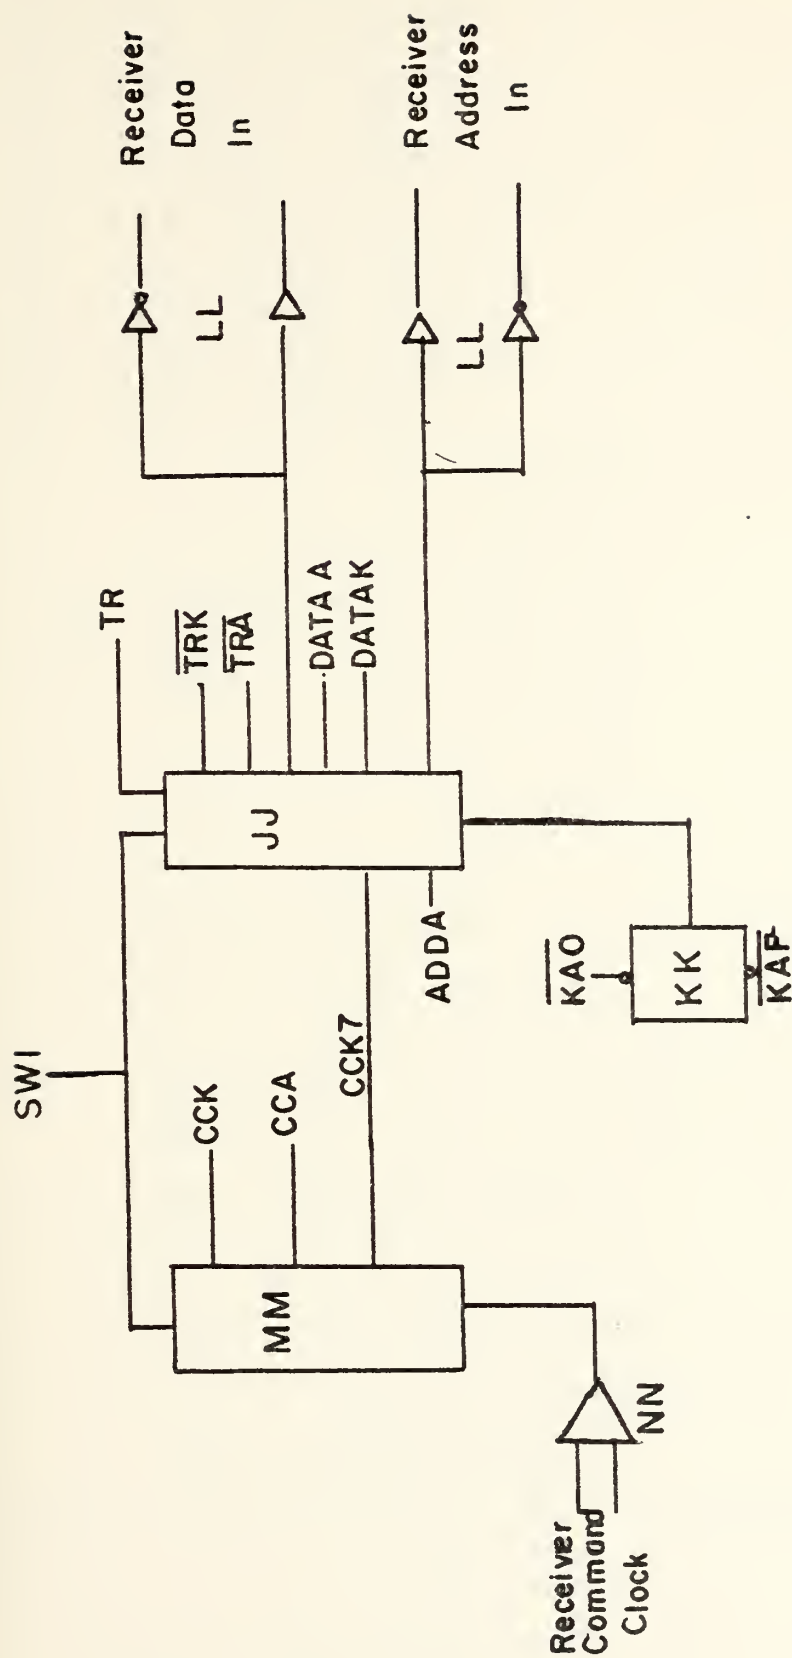 SW1
TR
Receiver
Data
In
TRK
TRA
LL
CCK
CCA
MM
JJ
DATA A
DATAK
CCK7
ADDA
LL
Receiver
Address
In
KAO
KK
KAP
NN
Receiver
Command
Clock